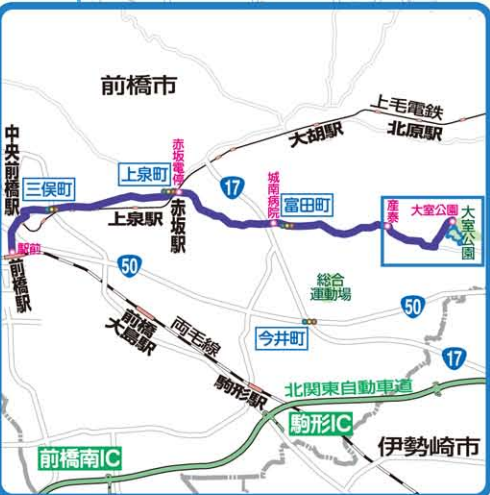 前橋市
上毛電鉄
大胡駅
北原駅
中央前橋駅
三俣町
上泉町
赤坂電停
17
城南病院
富田町
産泰
大室公園
大室公園
上泉駅
赤坂駅
駅前
前橋駅
50
総合
運動場
50
前橋
大島駅
両毛線
今井町
17
駒形駅
北関東自動車道
駒形IC
前橋南IC
伊勢崎市